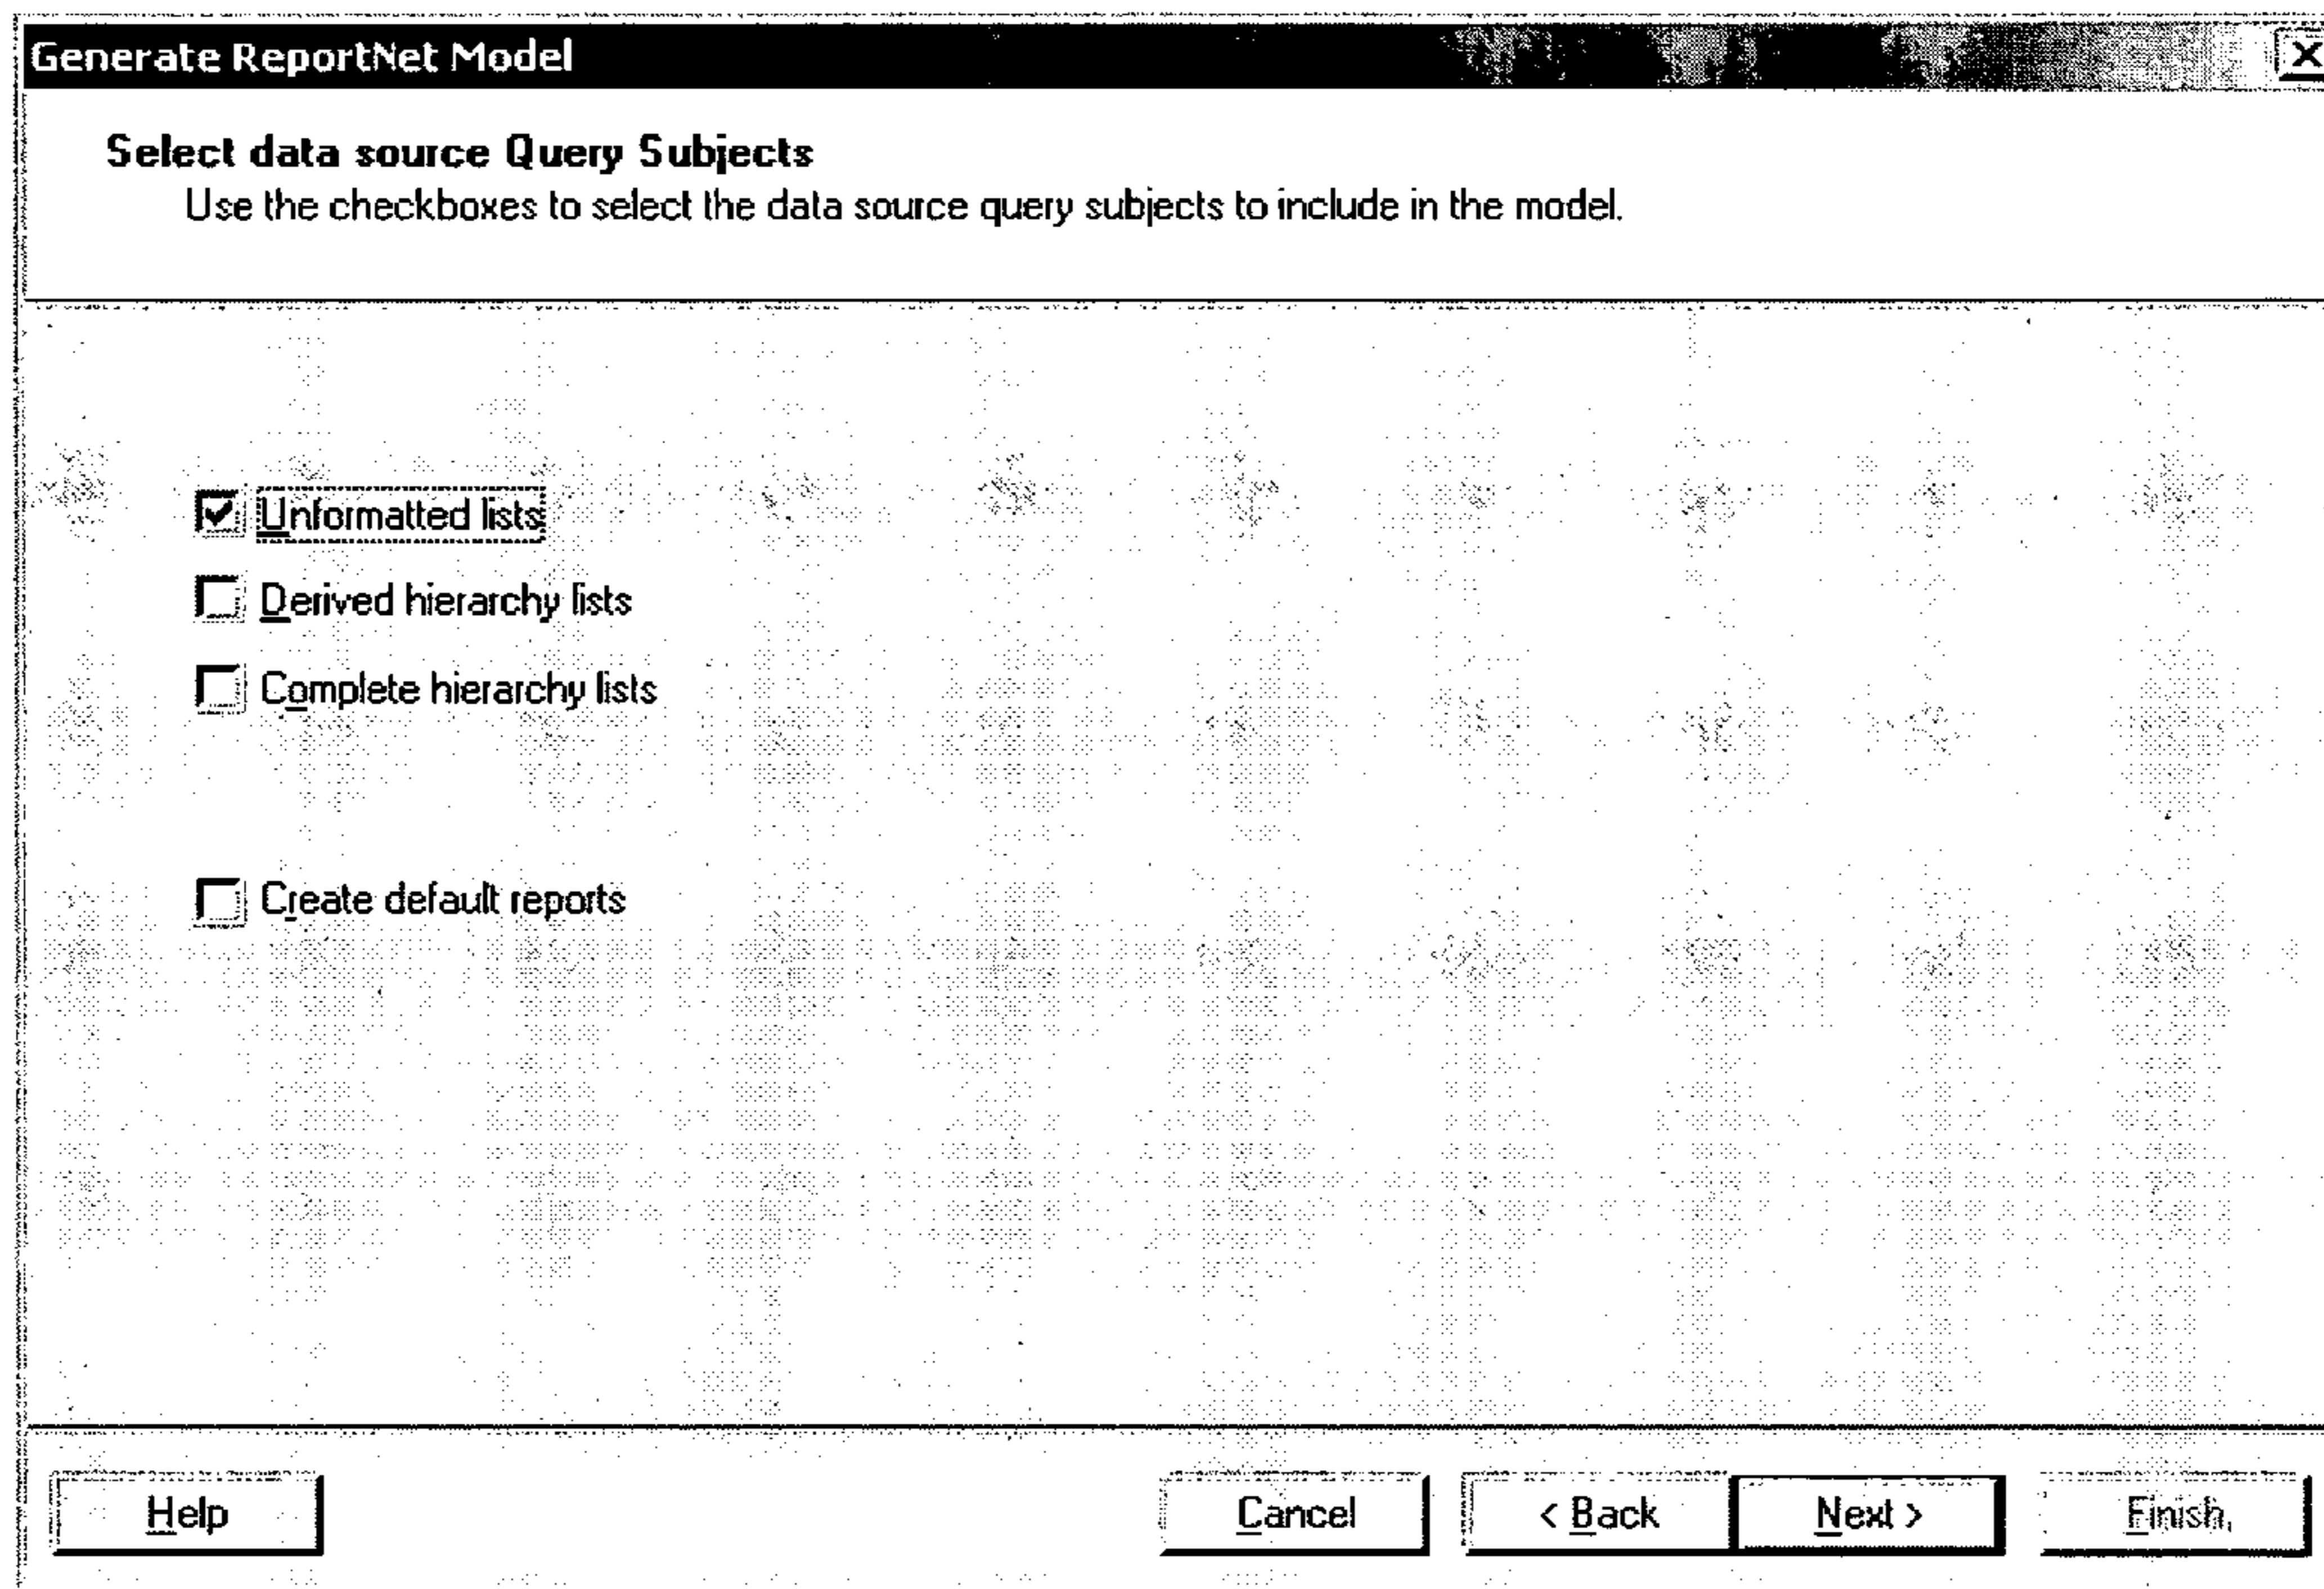 Generate ReportNet Model
Select data source Query Subjects
Use the checkboxes to select the data source query subjects to include in the model.
Unformatted lists
Derived hierarchy lists
Complete hierarchy lists
Create default reports
Help
Cancel
< Back
Next >
Finish